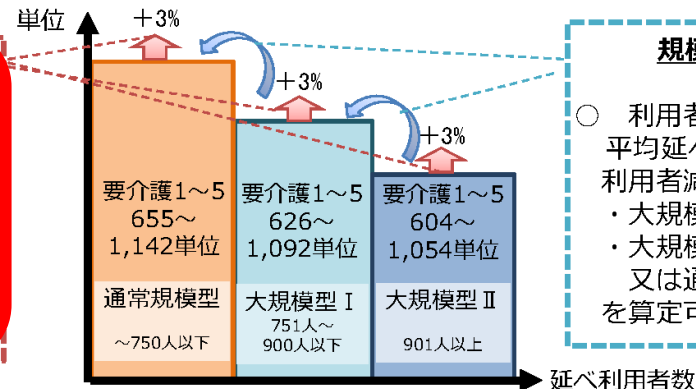 単位
+3%
+3%
+3%
要介護1～5
655～
1,142単位
通常規模型
～750人以下
要介護1～5
626～
1,092単位
大規模型Ⅰ
751人～
900人以下
要介護1～5
604～
1,054単位
大規模型Ⅱ
901人以上
延べ利用者数
規模
○ 利用者
平均延べ
利用者減
・大規模
・大規模
又は通
を算定可